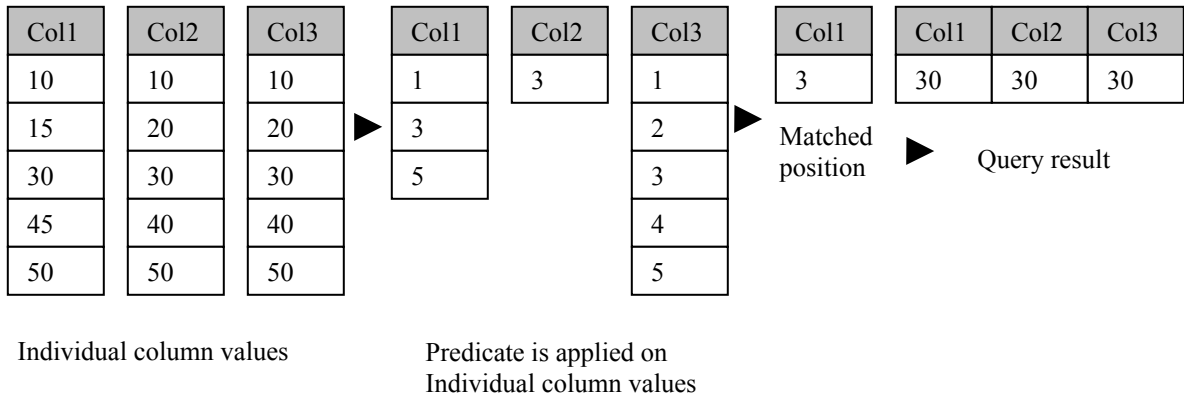 Col1 Col2 Col3 Col1 Col2 Col3 Col1 Col1 Col2 Col3
10 10 10 1 3 1 3 30 30 30
15 20 20 3 2
30 30 30 5 3
45 40 40 4
50 50 50 5
Matched
position
Query result
Individual column values
Predicate is applied on
Individual column values